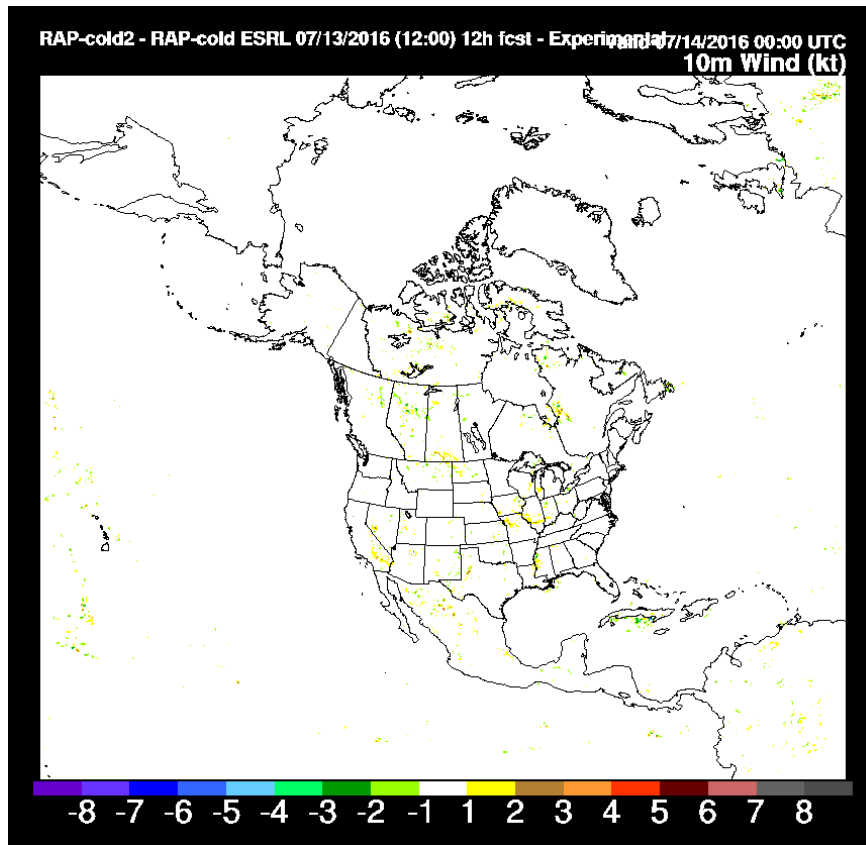 RAP-cold2 - RAP-cold ESRL 07/13/2016 (12:00) 12h fcst - Experimental
Valid 07/14/2016 00:00 UTC
10m Wind (kt)
-8 -7 -6 -5 -4 -3 -2 -1 1 2 3 4 5 6 7 8